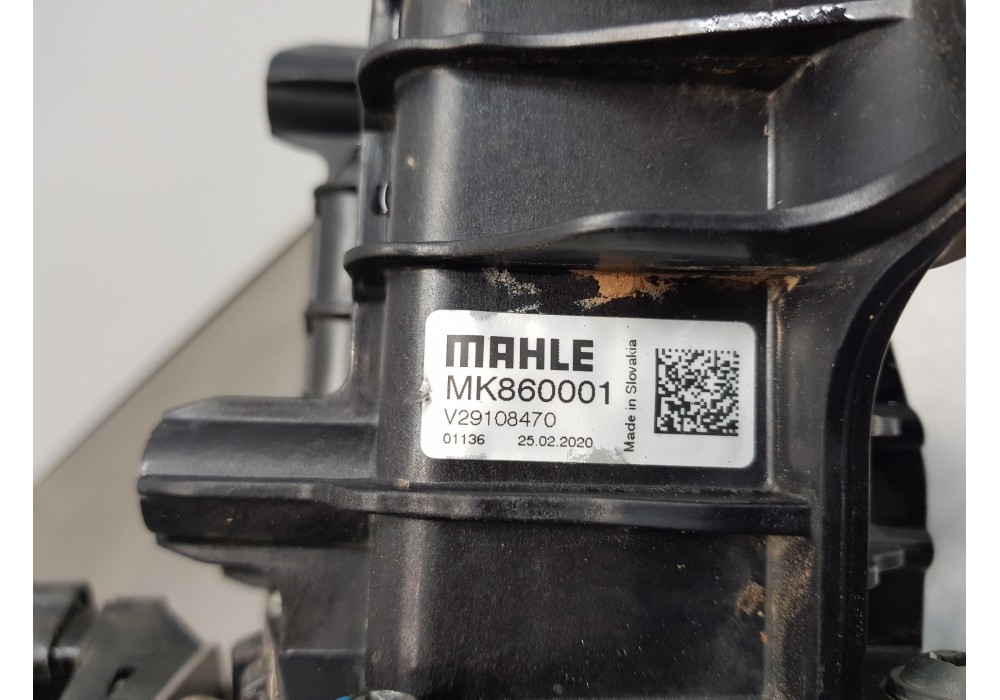 MAHLE
MK860001
V29108470
01136 25.02.2020
Made in Slovakia